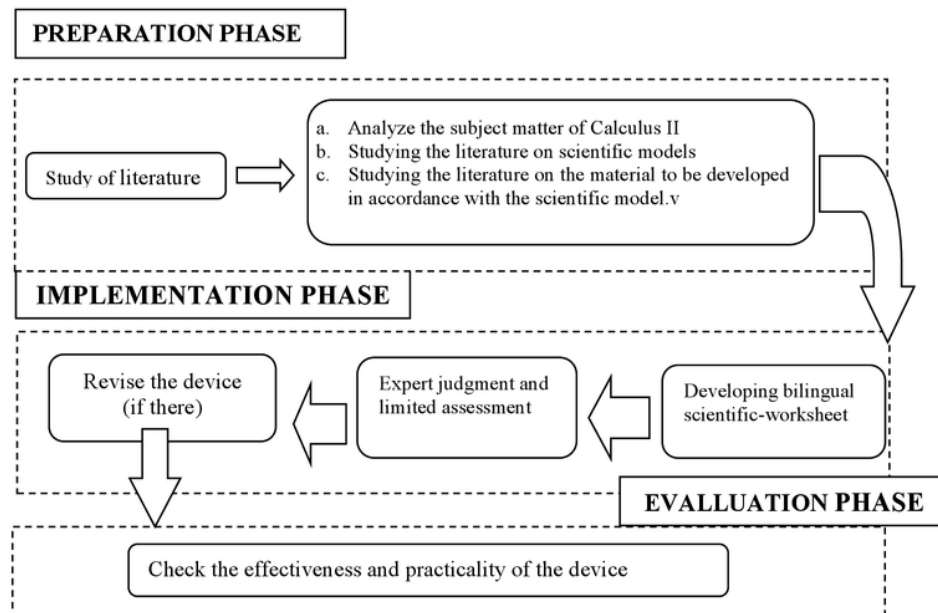 PREPARATION PHASE
Study of literature
a. Analyze the subject matter of Calculus II
b. Studying the literature on scientific models
c. Studying the literature on the material to be developed
in accordance with the scientific model.v
IMPLEMENTATION PHASE
Developing bilingual
scientific-worksheet
Expert judgment and
limited assessment
Revise the device
(if there)
EVALLUATION PHASE
Check the effectiveness and practicality of the device